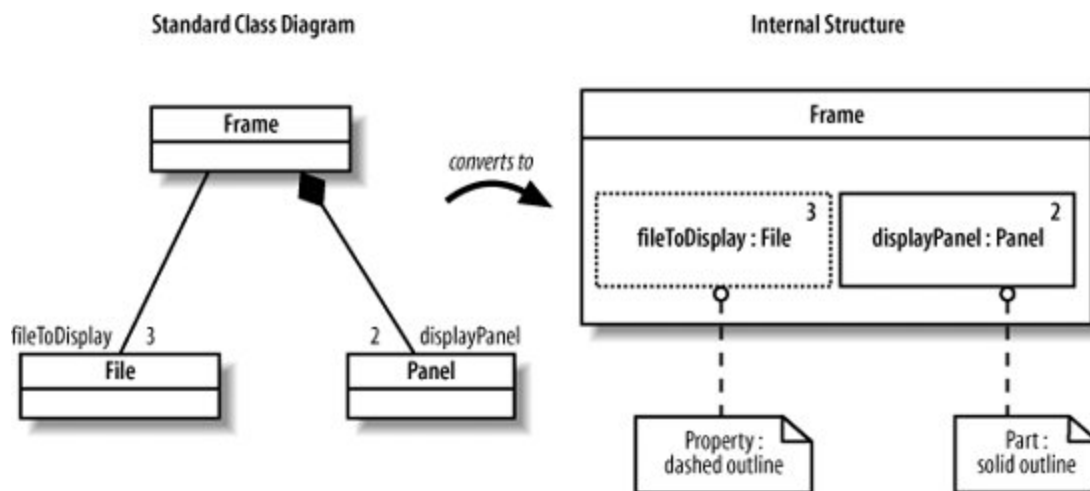 Standard Class Diagram
Internal Structure
Frame
converts to
Frame
3
fileToDisplay : File
2
displayPanel : Panel
fileToDisplay
3
2
displayPanel
File
Panel
Property :
dashed outline
Part :
solid outline